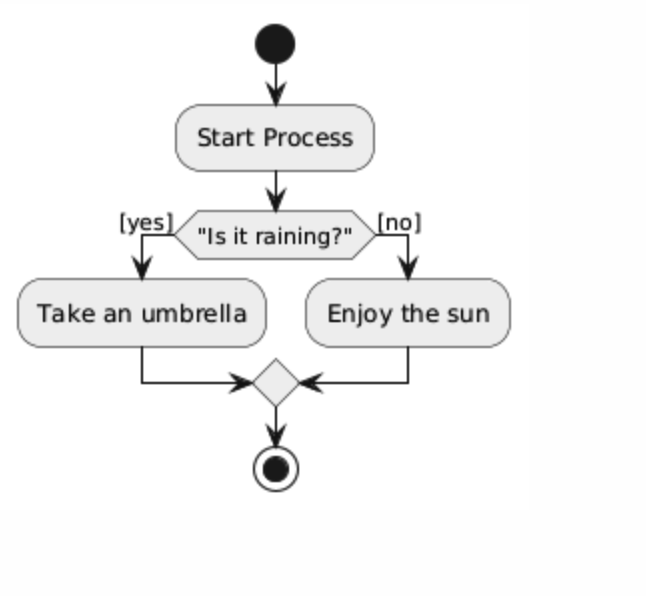 Start Process
[yes]
"Is it raining?"
[no]
Take an umbrella
Enjoy the sun